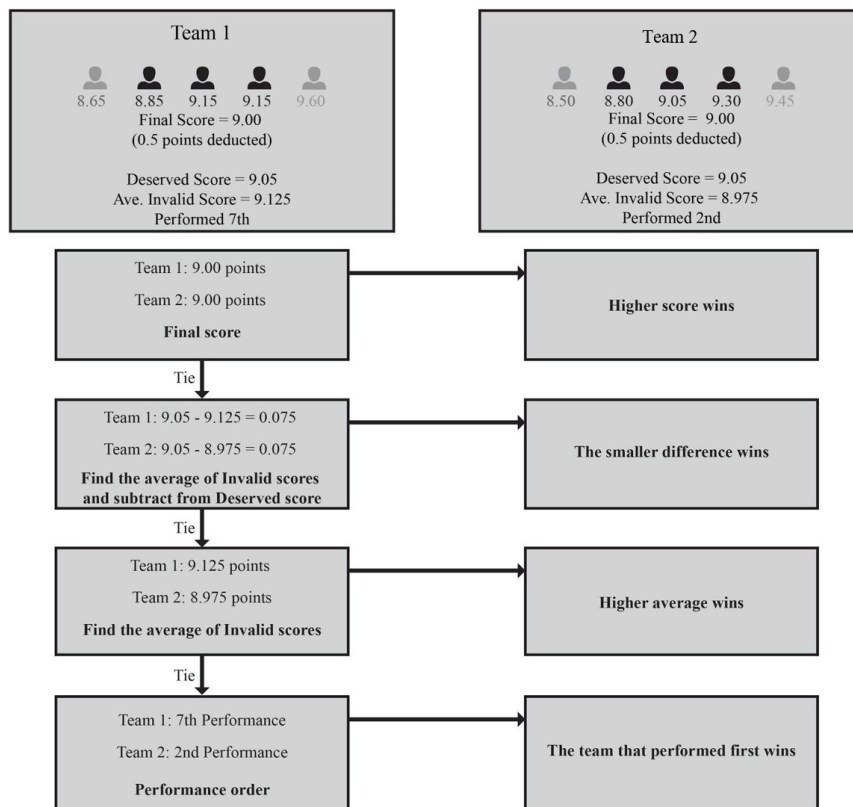 Team 1
8.65 8.85 9.15 9.15 9.60
Final Score = 9.00
(0.5 points deducted)
Deserved Score = 9.05
Ave. Invalid Score = 9.125
Performed 7th
Team 2
8.50 8.80 9.05 9.30 9.45
Final Score = 9.00
(0.5 points deducted)
Deserved Score = 9.05
Ave. Invalid Score = 8.975
Performed 2nd
Team 1: 9.00 points
Team 2: 9.00 points
Final score
Higher score wins
Tie
Team 1: 9.05 - 9.125 = 0.075
Team 2: 9.05 - 8.975 = 0.075
Find the average of Invalid scores
and subtract from Deserved score
The smaller difference wins
Tie
Team 1: 9.125 points
Team 2: 8.975 points
Find the average of Invalid scores
Higher average wins
Tie
Team 1: 7th Performance
Team 2: 2nd Performance
Performance order
The team that performed first wins